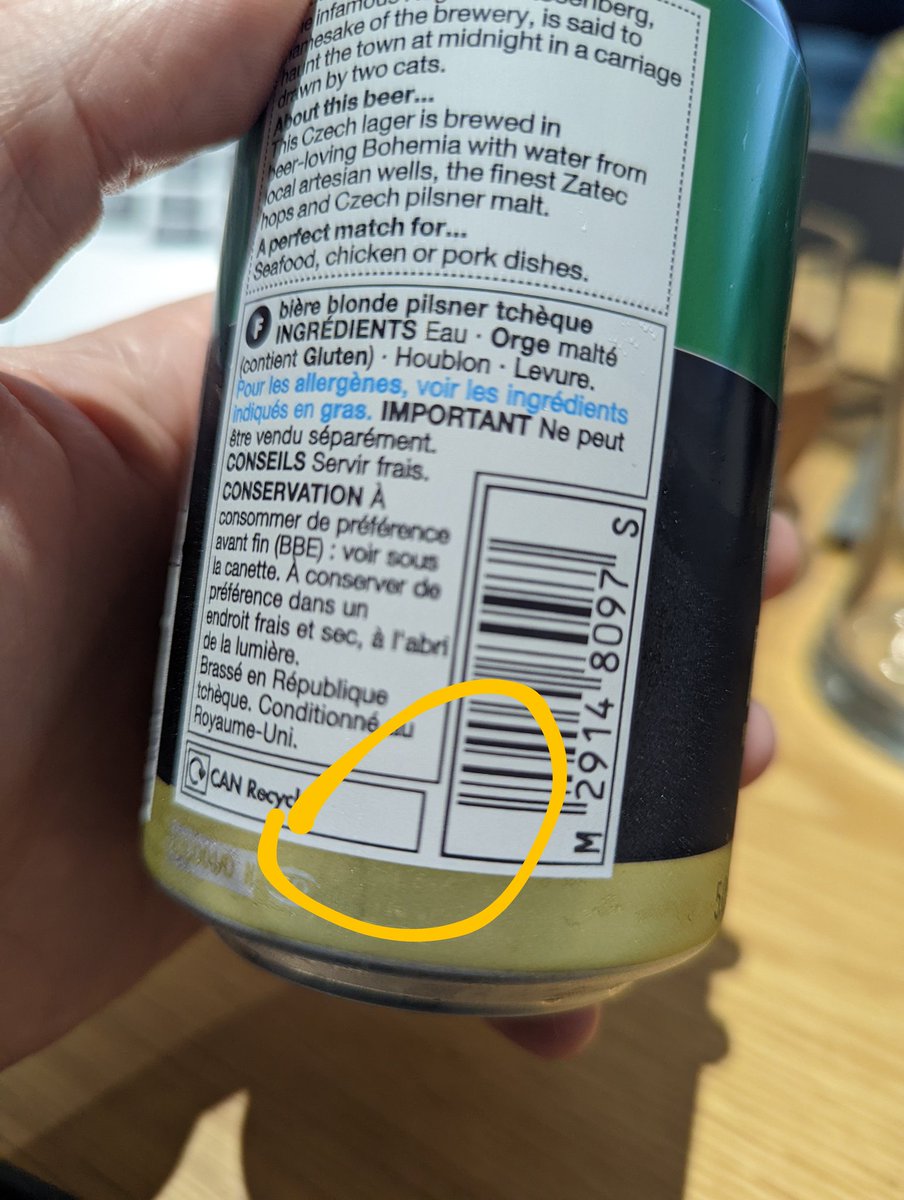 infamous
namesake of the brewery, is said to
haunt the town at midnight in a carriage
drawn by two cats.
About this beer...
This Czech lager is brewed in
beer-loving Bohemia with water from
local artesian wells, the finest Zatec
hops and Czech pilsner malt.
A perfect match for...
Seafood, chicken or pork dishes.
F bière blonde pilsner tchèque
INGRÉDIENTS Eau · Orge malté
(contient Gluten) · Houblon · Levure.
Pour les allergènes, voir les ingrédients
indiqués en gras. IMPORTANT Ne peut
être vendu séparément.
CONSEILS Servir frais.
CONSERVATION À
consommer de préférence
avant fin (BBE) : voir sous
la canette. À conserver de
préférence dans un
endroit frais et sec, à l'abri
de la lumière.
Brassé en République
tchèque. Conditionné au
Royaume-Uni.
CAN Recycl
M 2914 8097 S